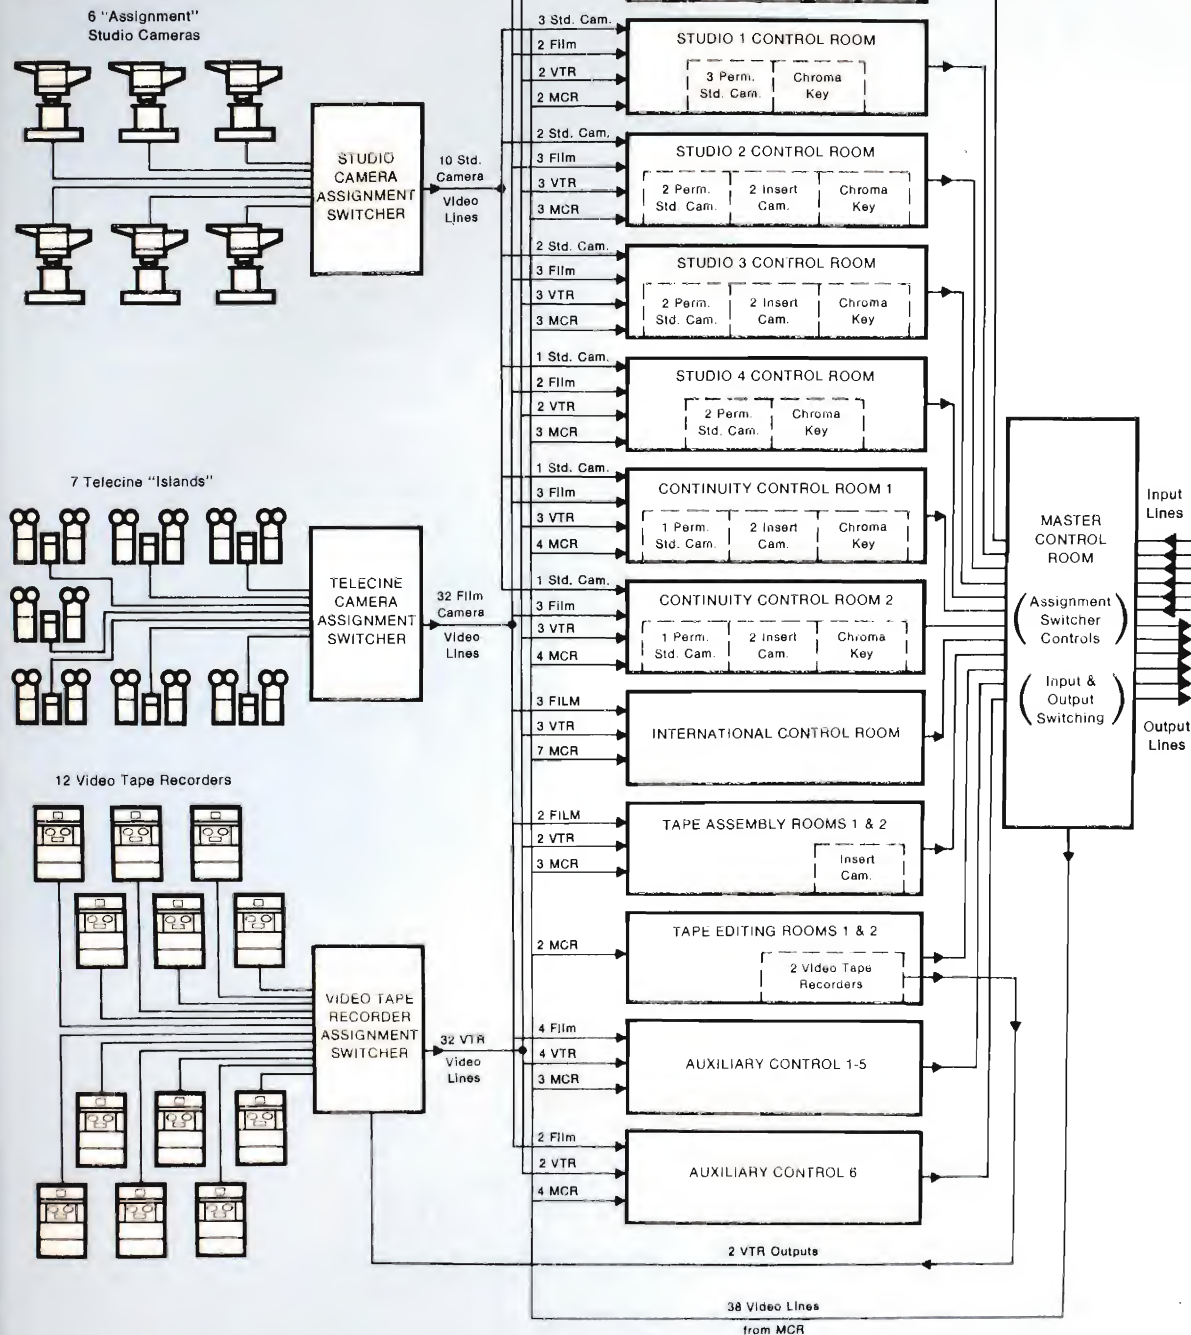 6 "Assignment"
Studio Cameras
STUDIO
CAMERA
ASSIGNMENT
SWITCHER
10 Std.
Camera
Video
Lines
7 Telecine "Islands"
TELECINE
CAMERA
ASSIGNMENT
SWITCHER
32 Film
Camera
Video
Lines
12 Video Tape Recorders
VIDEO TAPE
RECORDER
ASSIGNMENT
SWITCHER
32 VTR
Video
Lines
3 Std. Cam.
2 Film
2 VTR
2 MCR
STUDIO 1 CONTROL ROOM
3 Perm.
Std. Cam.
Chroma
Key
2 Std. Cam.
3 Film
3 VTR
3 MCR
STUDIO 2 CONTROL ROOM
2 Perm.
Std. Cam.
2 Insert
Cam.
Chroma
Key
2 Std. Cam.
3 Film
3 VTR
3 MCR
STUDIO 3 CONTROL ROOM
2 Perm.
Std. Cam.
2 Insert
Cam.
Chroma
Key
1 Std. Cam.
2 Film
2 VTR
3 MCR
STUDIO 4 CONTROL ROOM
2 Perm.
Std. Cam.
Chroma
Key
1 Std. Cam.
3 Film
3 VTR
4 MCR
CONTINUITY CONTROL ROOM 1
1 Perm.
Std. Cam.
2 Insert
Cam.
Chroma
Key
1 Std. Cam.
3 Film
3 VTR
4 MCR
CONTINUITY CONTROL ROOM 2
1 Perm.
Std. Cam.
2 Insert
Cam.
Chroma
Key
3 FILM
3 VTR
7 MCR
INTERNATIONAL CONTROL ROOM
2 FILM
2 VTR
3 MCR
TAPE ASSEMBLY ROOMS 1 & 2
Insert
Cam.
2 MCR
TAPE EDITING ROOMS 1 & 2
2 Video Tape
Recorders
4 Film
4 VTR
3 MCR
AUXILIARY CONTROL 1-5
2 Film
2 VTR
4 MCR
AUXILIARY CONTROL 6
2 VTR Outputs
38 Video Lines
from MCR
MASTER
CONTROL
ROOM
(Assignment
Switcher
Controls)
(Input &
Output
Switching)
Input
Lines
Output
Lines